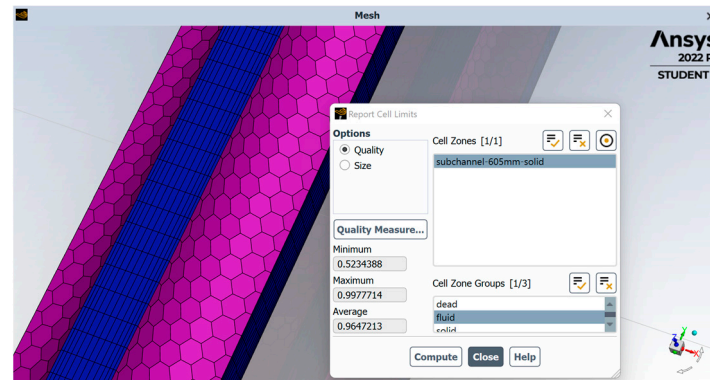 Mesh
Ansys
2022 R
STUDENT
Report Cell Limits
Options
Quality
Size
Cell Zones [1/1]
subchannel-605mm-solid
Quality Measure...
Minimum
0.5234388
Maximum
0.9977714
Average
0.9647213
Cell Zone Groups [1/3]
dead
fluid
solid
Compute Close Help
Z Y X